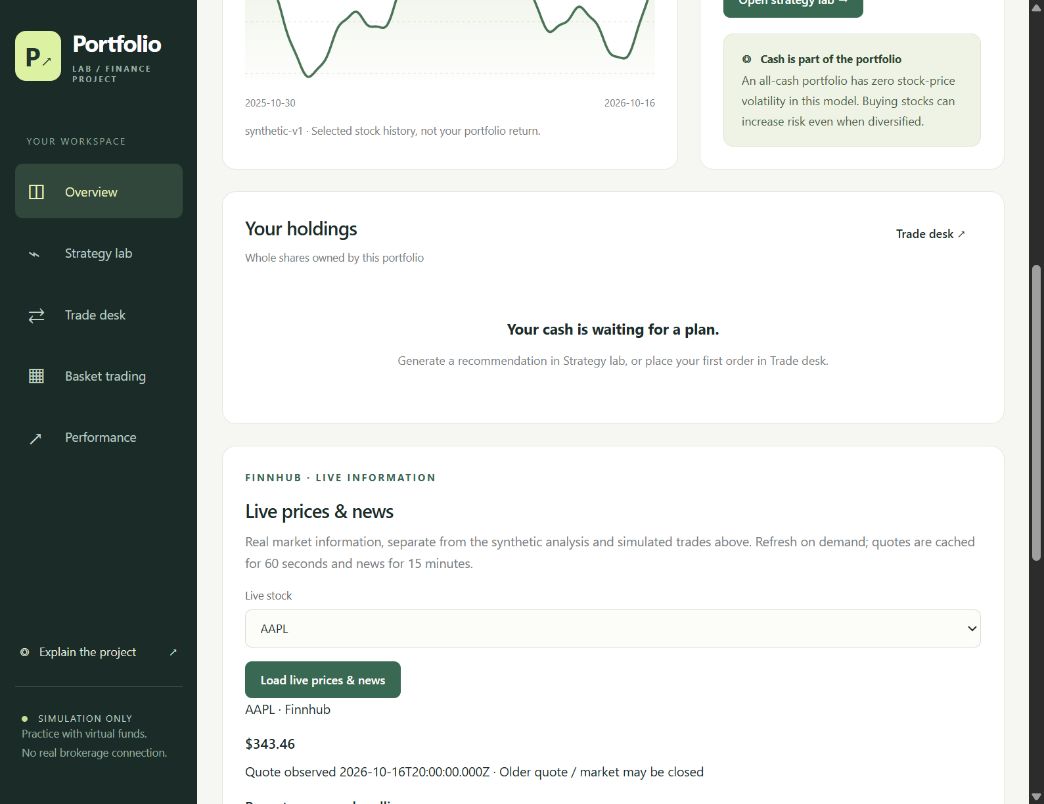 Portfolio
LAB / FINANCE
PROJECT
YOUR WORKSPACE
Overview
Strategy lab
Trade desk
Basket trading
Performance
Explain the project ↗
SIMULATION ONLY
Practice with virtual funds.
No real brokerage connection.
2025-10-30 2026-10-16
synthetic-v1 · Selected stock history, not your portfolio return.
Open strategy lab →
Cash is part of the portfolio
An all-cash portfolio has zero stock-price
volatility in this model. Buying stocks can
increase risk even when diversified.
Your holdings
Trade desk ↗
Whole shares owned by this portfolio
Your cash is waiting for a plan.
Generate a recommendation in Strategy lab, or place your first order in Trade desk.
FINNHUB · LIVE INFORMATION
Live prices & news
Real market information, separate from the synthetic analysis and simulated trades above. Refresh on demand; quotes are cached
for 60 seconds and news for 15 minutes.
Live stock
AAPL
Load live prices & news
AAPL · Finnhub
$343.46
Quote observed 2026-10-16T20:00:00.000Z · Older quote / market may be closed